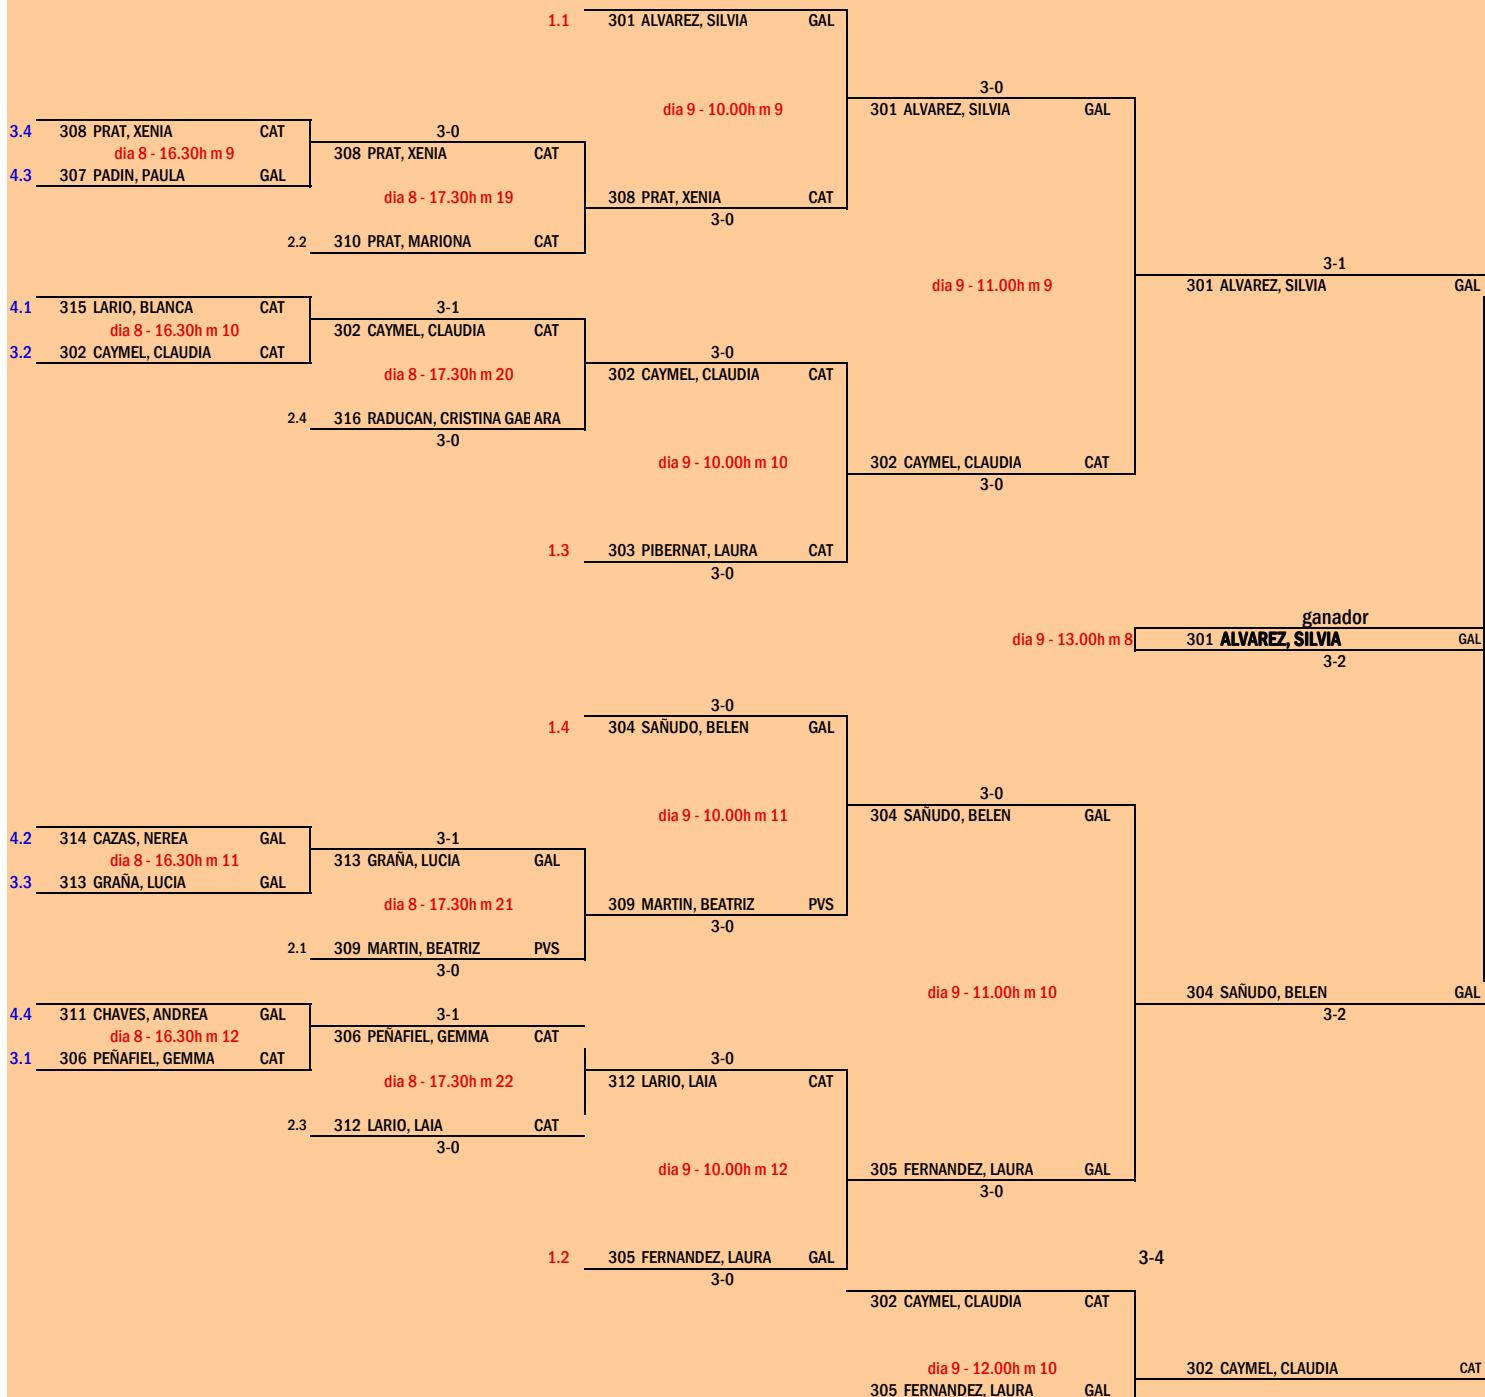 1.1 301 ALVAREZ, SILVIA GAL
3-0
dia 9 - 10.00h m 9 301 ALVAREZ, SILVIA GAL
3.4 308 PRAT, XENIA CAT 3-0
dia 8 - 16.30h m 9 308 PRAT, XENIA CAT
4.3 307 PADIN, PAULA GAL
dia 8 - 17.30h m 19 308 PRAT, XENIA CAT
3-0
2.2 310 PRAT, MARIONA CAT
3-1
dia 9 - 11.00h m 9 301 ALVAREZ, SILVIA GAL
4.1 315 LARIO, BLANCA CAT 3-1
dia 8 - 16.30h m 10 302 CAYMEL, CLAUDIA CAT
3.2 302 CAYMEL, CLAUDIA CAT 3-0
dia 8 - 17.30h m 20 302 CAYMEL, CLAUDIA CAT
2.4 316 RADUCAN, CRISTINA GAB ARA
3-0
dia 9 - 10.00h m 10 302 CAYMEL, CLAUDIA CAT
3-0
1.3 303 PIBERNAT, LAURA CAT
3-0
ganador
dia 9 - 13.00h m 8 301 ALVAREZ, SILVIA GAL
3-2
3-0
1.4 304 SAÑUDO, BELEN GAL
3-0
dia 9 - 10.00h m 11 304 SAÑUDO, BELEN GAL
4.2 314 CAZAS, NEREA GAL 3-1
dia 8 - 16.30h m 11 313 GRAÑA, LUCIA GAL
3.3 313 GRAÑA, LUCIA GAL
dia 8 - 17.30h m 21 309 MARTIN, BEATRIZ PVS
3-0
2.1 309 MARTIN, BEATRIZ PVS
3-0
dia 9 - 11.00h m 10 304 SAÑUDO, BELEN GAL
4.4 311 CHAVES, ANDREA GAL 3-1 3-2
dia 8 - 16.30h m 12 306 PEÑAFIEL, GEMMA CAT
3.1 306 PEÑAFIEL, GEMMA CAT 3-0
dia 8 - 17.30h m 22 312 LARIO, LAIA CAT
2.3 312 LARIO, LAIA CAT
3-0
dia 9 - 10.00h m 12 305 FERNANDEZ, LAURA GAL
3-0
1.2 305 FERNANDEZ, LAURA GAL 3-4
3-0
302 CAYMEL, CLAUDIA CAT
dia 9 - 12.00h m 10 302 CAYMEL, CLAUDIA CAT
305 FERNANDEZ, LAURA GAL